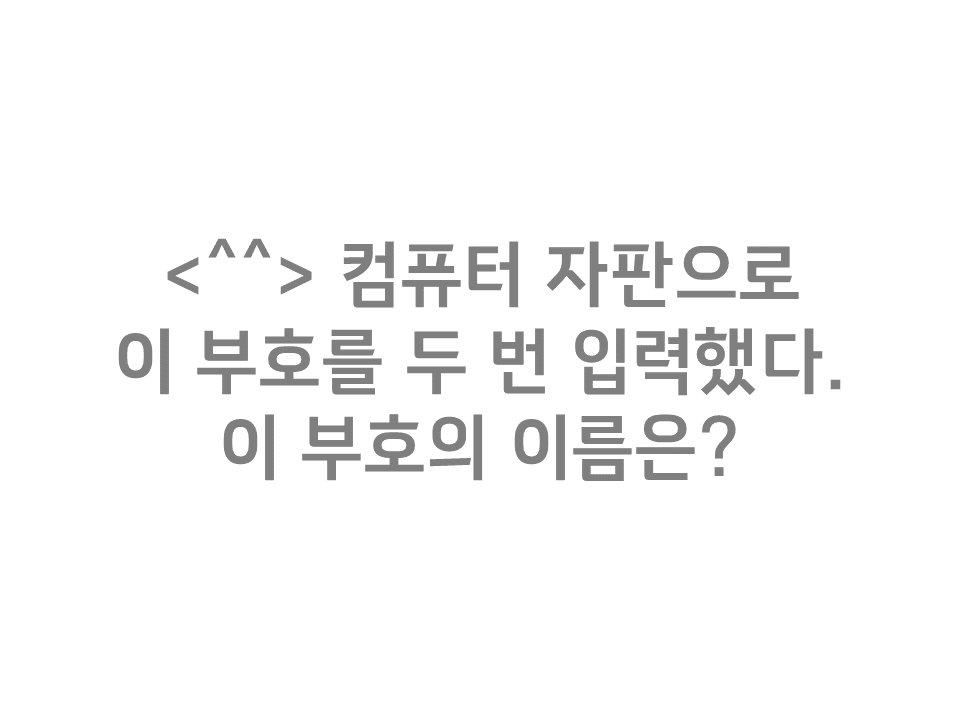 <^^> 컴퓨터 자판으로
이 부호를 두 번 입력했다.
이 부호의 이름은?